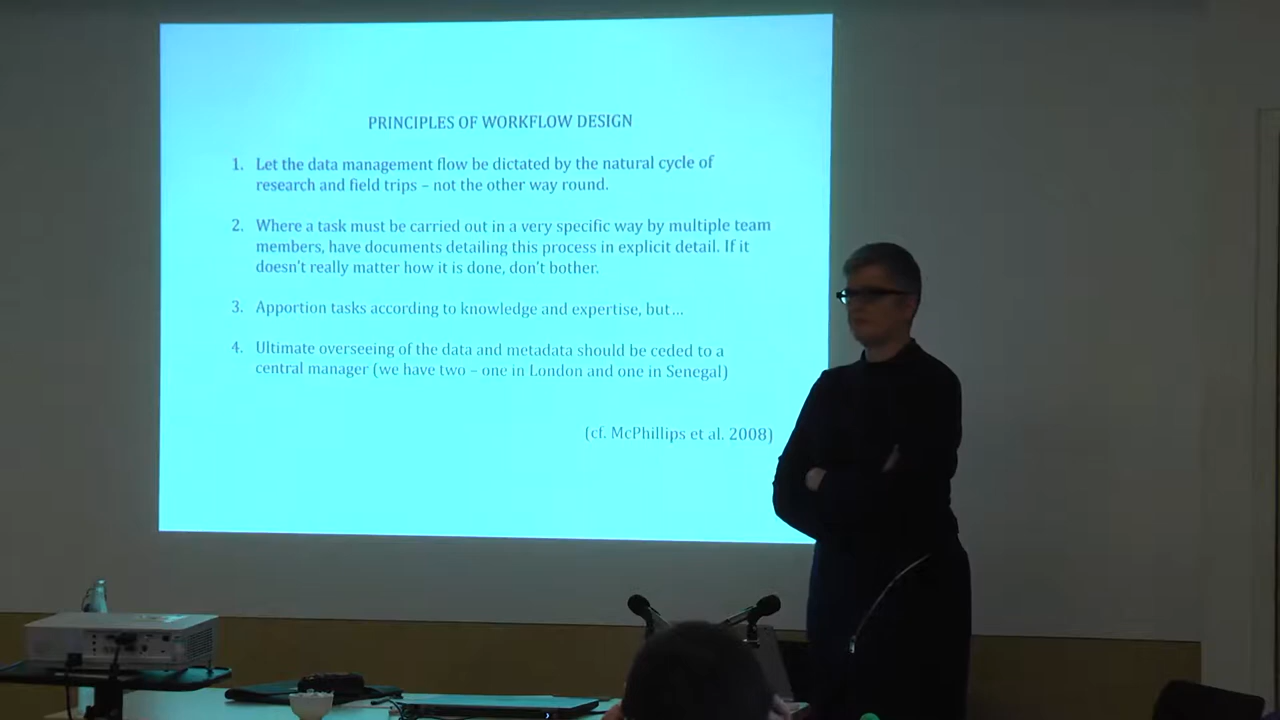 PRINCIPLES OF WORKFLOW DESIGN
1. Let the data management flow be dictated by the natural cycle of
research and field trips – not the other way round.
2. Where a task must be carried out in a very specific way by multiple team
members, have documents detailing this process in explicit detail. If it
doesn't really matter how it is done, don't bother.
3. Apportion tasks according to knowledge and expertise, but…
4. Ultimate overseeing of the data and metadata should be ceded to a
central manager (we have two – one in London and one in Senegal)
(cf. McPhillips et al. 2008)